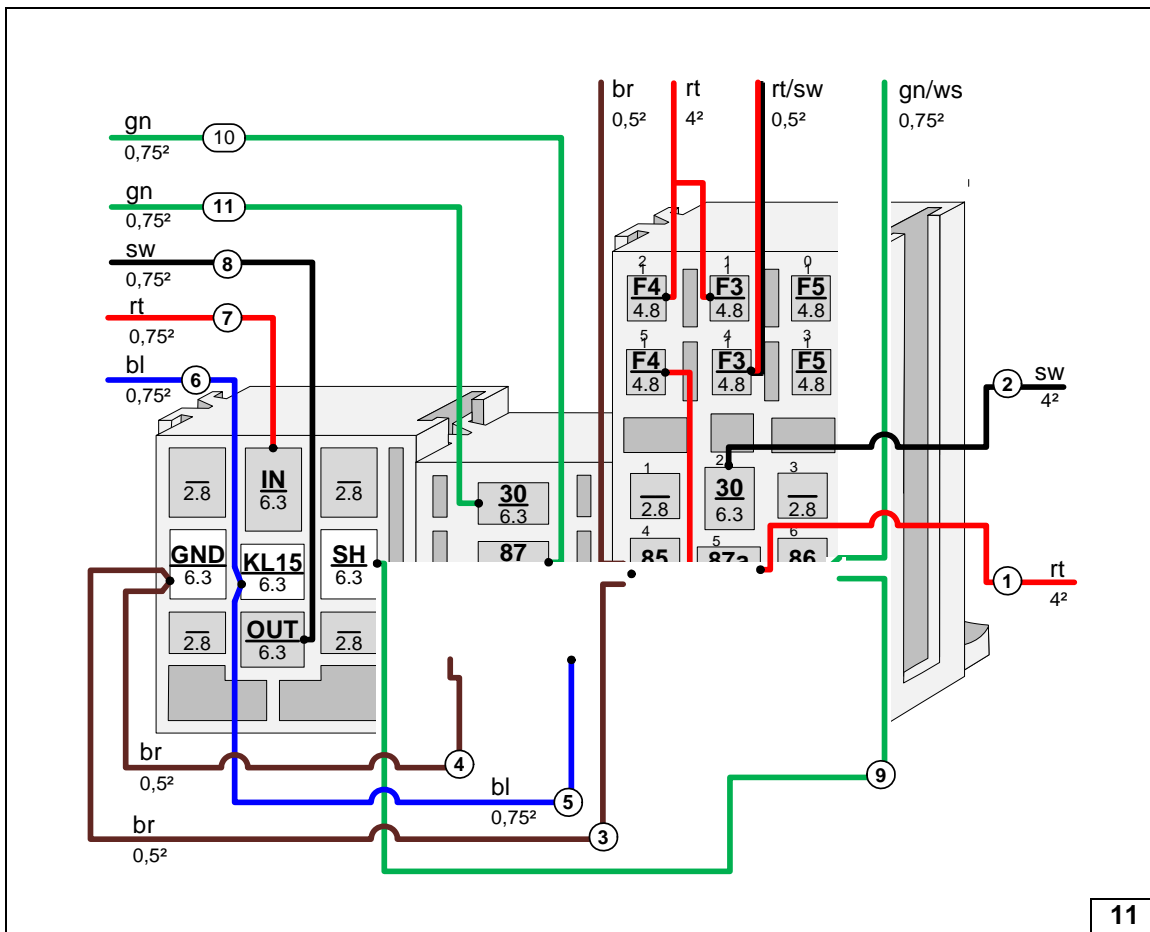 br rt rt/sw gn/ws
0,5² 4² 0,5² 0,75²
gn 10
0,75²
gn 11
0,75²
sw 8
0,75²
rt 7
0,75²
bl 6
0,75²
2 1 0
1 1 1
F4 F3 F5
4.8 4.8 4.8
5 4 3
1 1 1
F4 F3 F5
4.8 4.8 4.8
2 sw
4²
1 2 3
2.8 30 2.8
6.3
4 5 6
85 87a 86
1 rt
4²
30
6.3
87
2.8 IN 2.8
6.3
GND KL15 SH
6.3 6.3 6.3
2.8 OUT 2.8
6.3
br 4
0,5²
bl 5
0,75²
br 3
0,5²
9
11